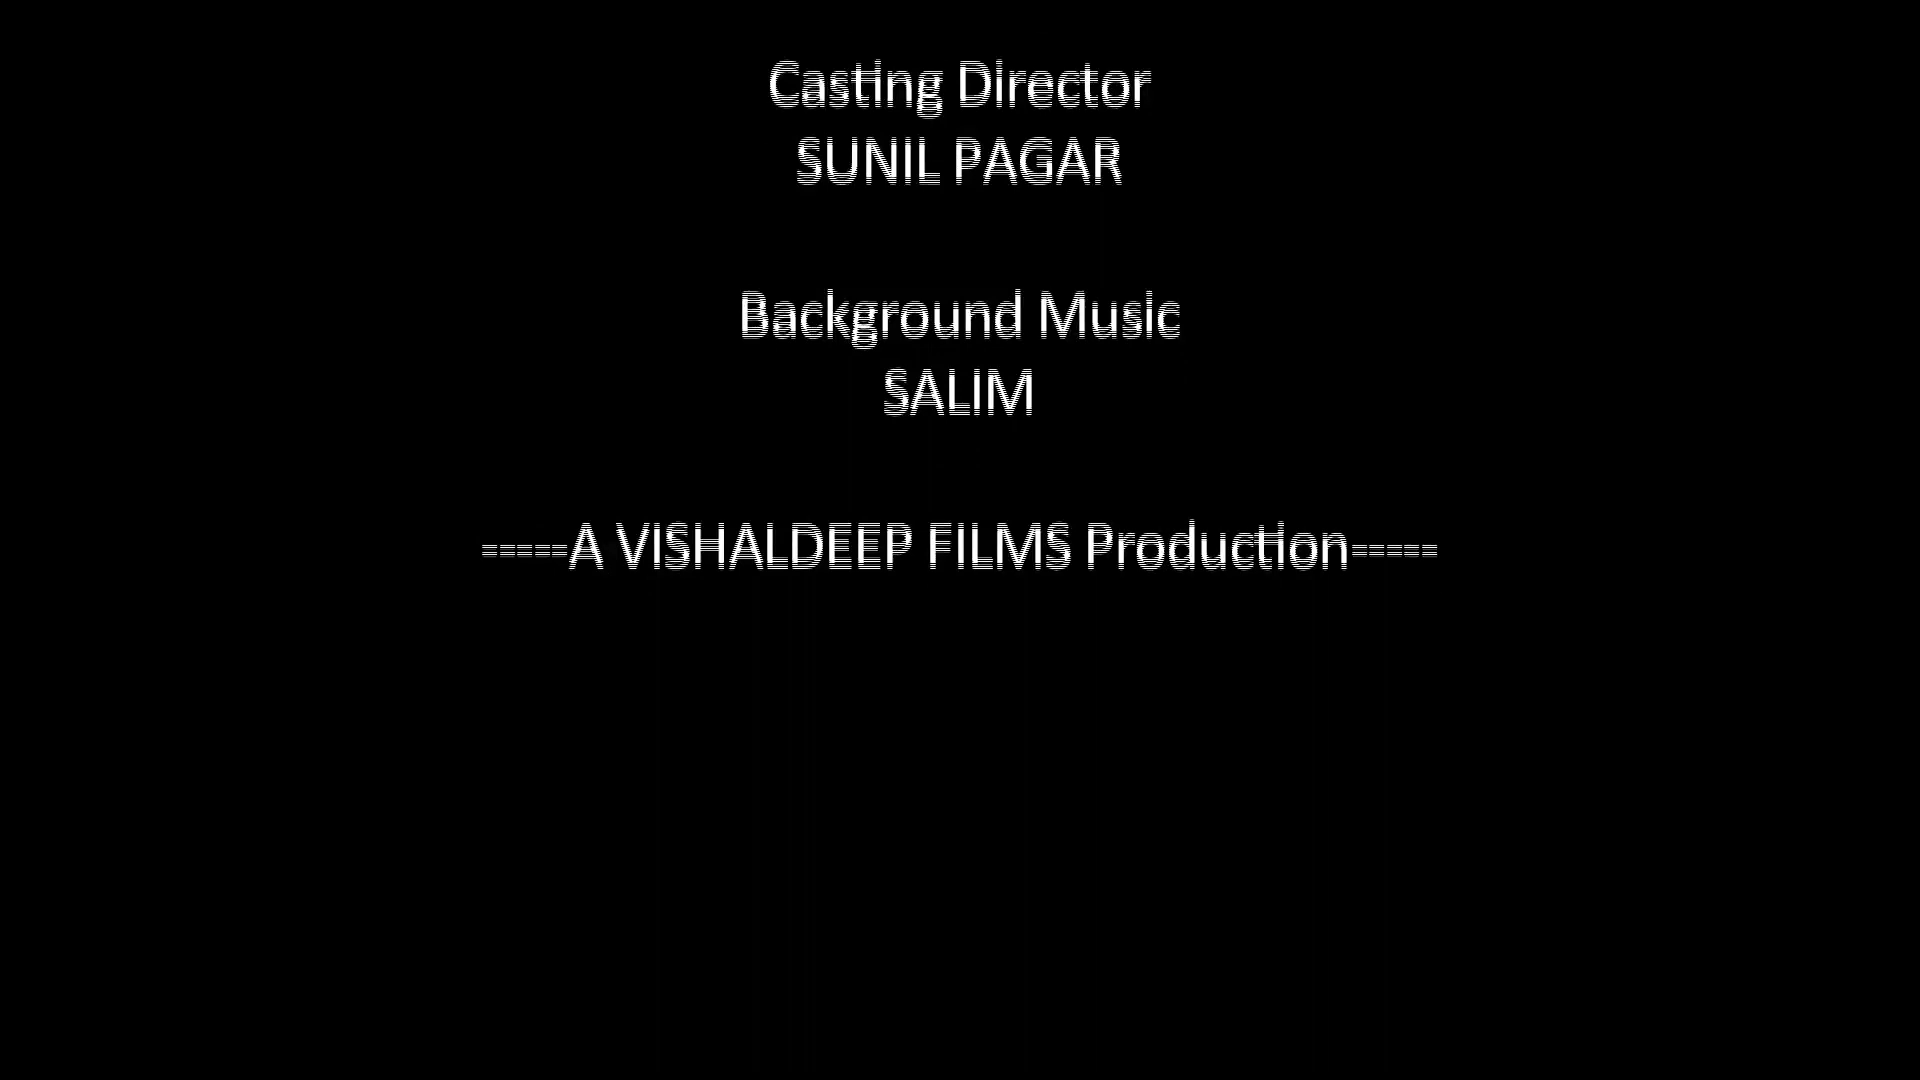 Casting Director
SUNIL PAGAR
Background Music
SALIM
-----A VISHALDEEP FILMS Production-----